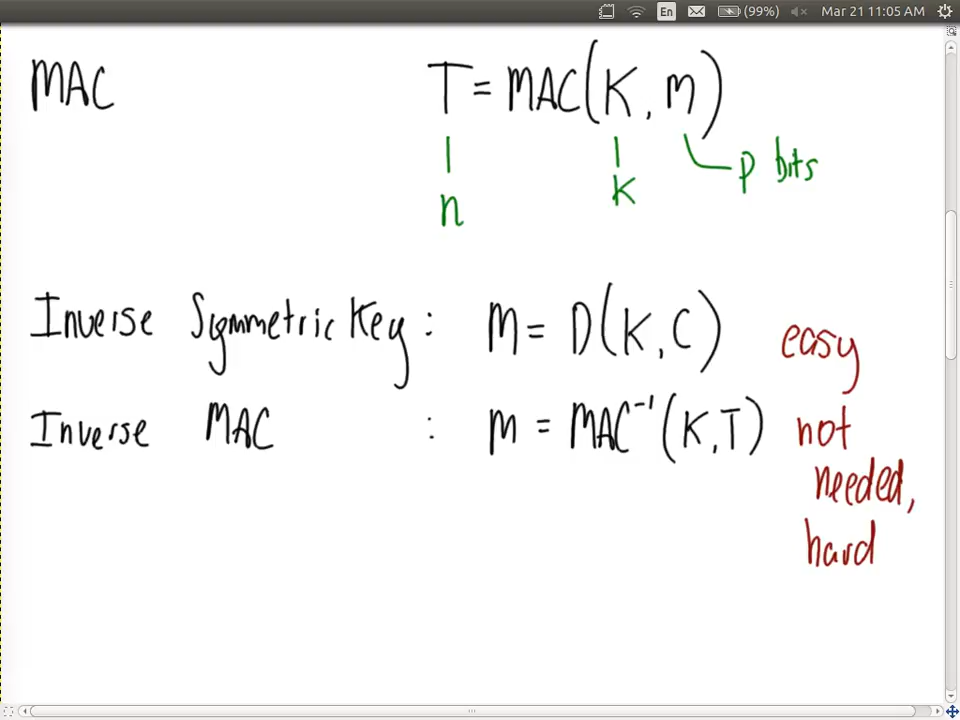 En (99%) Mar 21 11:05 AM
MAC T = MAC(K, M)
n k p bits
Inverse Symmetric Key : M = D(K, C) easy
Inverse MAC : M = MAC⁻¹(K, T) not
needed,
hard